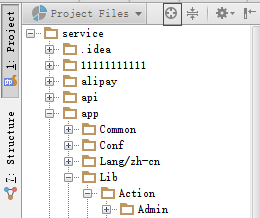 Project Files
1: Project
7: Structure
service
.idea
11111111111
alipay
api
app
Common
Conf
Lang/zh-cn
Lib
Action
Admin